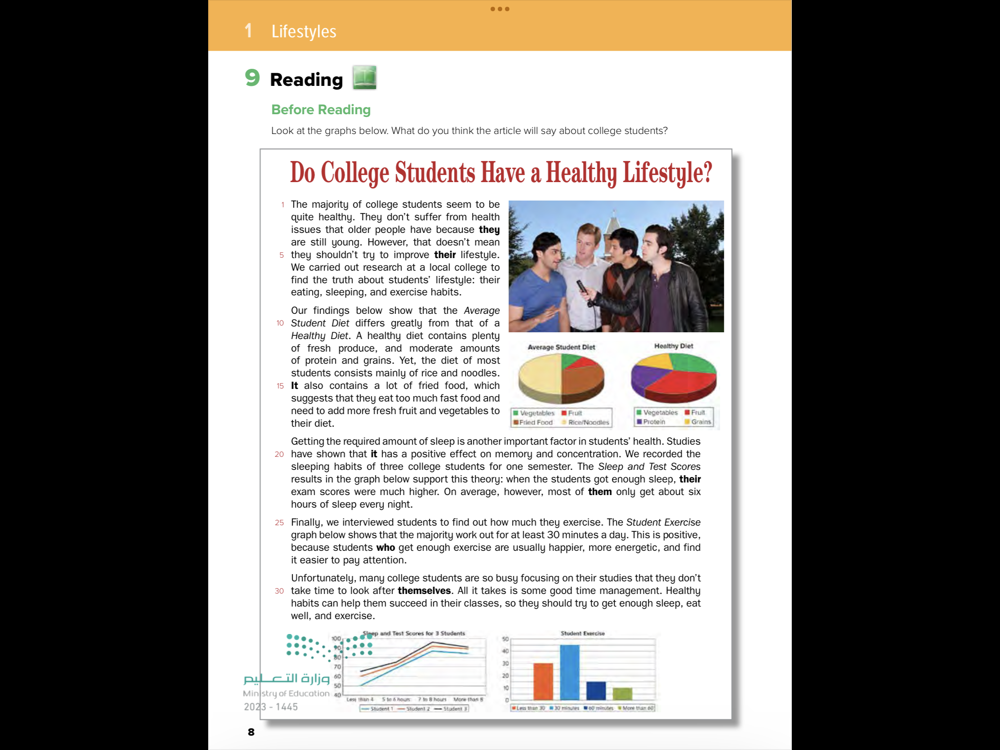 1 Lifestyles
9 Reading
Before Reading
Look at the graphs below. What do you think the article will say about college students?
Do College Students Have a Healthy Lifestyle?
1 The majority of college students seem to be
quite healthy. They don't suffer from health
issues that older people have because they
are still young. However, that doesn't mean
5 they shouldn't try to improve their lifestyle.
We carried out research at a local college to
find the truth about students' lifestyle: their
eating, sleeping, and exercise habits.
Our findings below show that the Average
10 Student Diet differs greatly from that of a
Healthy Diet. A healthy diet contains plenty
of fresh produce, and moderate amounts
of protein and grains. Yet, the diet of most
students consists mainly of rice and noodles.
15 It also contains a lot of fried food, which
suggests that they eat too much fast food and
need to add more fresh fruit and vegetables to
their diet.
Average Student Diet
Vegetables Fruit
Fried Food Rice/Noodles
Healthy Diet
Vegetables Fruit
Protein Grains
Getting the required amount of sleep is another important factor in students' health. Studies
20 have shown that it has a positive effect on memory and concentration. We recorded the
sleeping habits of three college students for one semester. The Sleep and Test Scores
results in the graph below support this theory: when the students got enough sleep, their
exam scores were much higher. On average, however, most of them only get about six
hours of sleep every night.
25 Finally, we interviewed students to find out how much they exercise. The Student Exercise
graph below shows that the majority work out for at least 30 minutes a day. This is positive,
because students who get enough exercise are usually happier, more energetic, and find
it easier to pay attention.
Unfortunately, many college students are so busy focusing on their studies that they don't
30 take time to look after themselves. All it takes is some good time management. Healthy
habits can help them succeed in their classes, so they should try to get enough sleep, eat
well, and exercise.
Sleep and Test Scores for 3 Students
100
90
80
70
60
50
40
Less than 4 5 to 6 hours 7 to 8 hours More than 8
Student 1 Student 2 Student 3
Student Exercise
50
40
30
20
10
0
Less than 30 30 minutes 60 minutes More than 60
وزارة التعليم
Ministry of Education
2023 - 1445
8